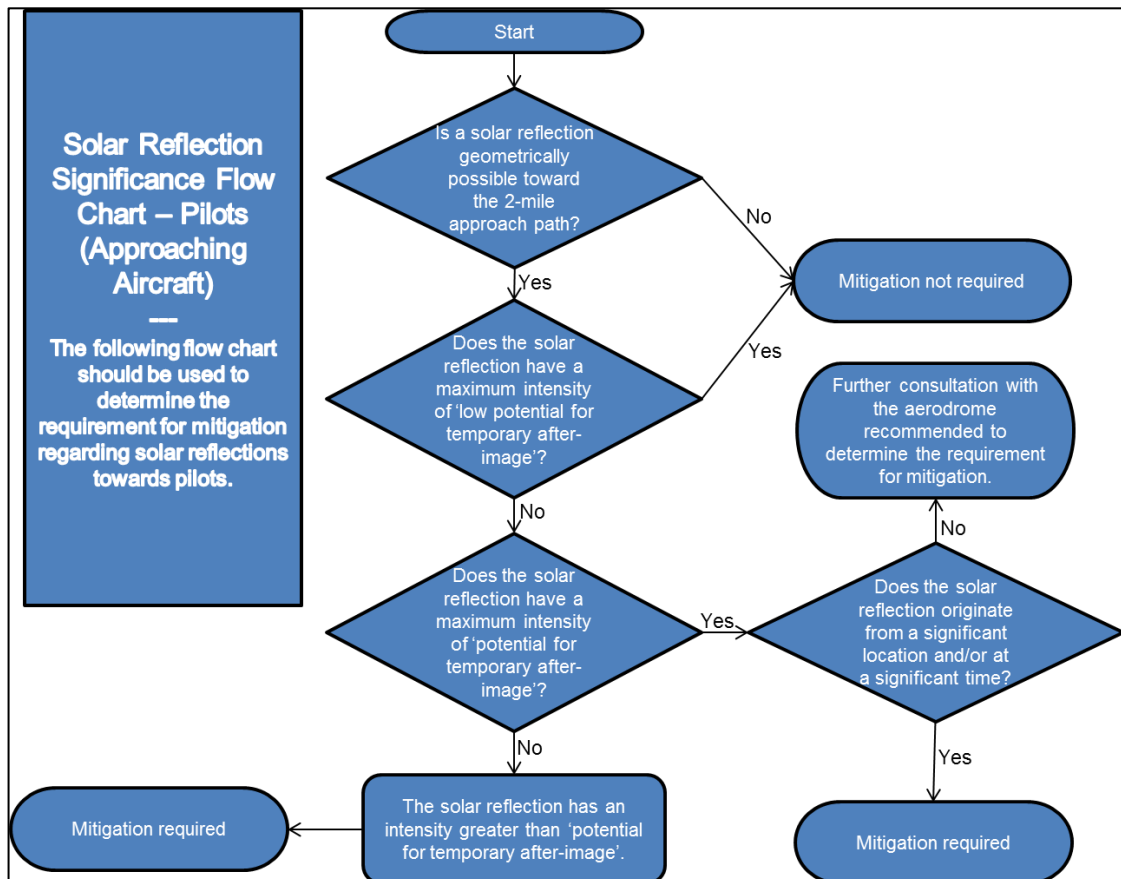 Solar Reflection
Significance Flow
Chart – Pilots
(Approaching
Aircraft)
---
The following flow chart
should be used to
determine the
requirement for mitigation
regarding solar reflections
towards pilots.
Start
Is a solar reflection
geometrically
possible toward
the 2-mile
approach path?
No
Yes
Mitigation not required
Does the solar
reflection have a
maximum intensity
of ‘low potential for
temporary after-
image’?
Yes
No
Further consultation with
the aerodrome
recommended to
determine the requirement
for mitigation.
No
Does the solar
reflection have a
maximum intensity
of ‘potential for
temporary after-
image’?
Yes
Does the solar
reflection originate
from a significant
location and/or at
a significant time?
No
Yes
The solar reflection has an
intensity greater than ‘potential
for temporary after-image’.
Mitigation required
Mitigation required